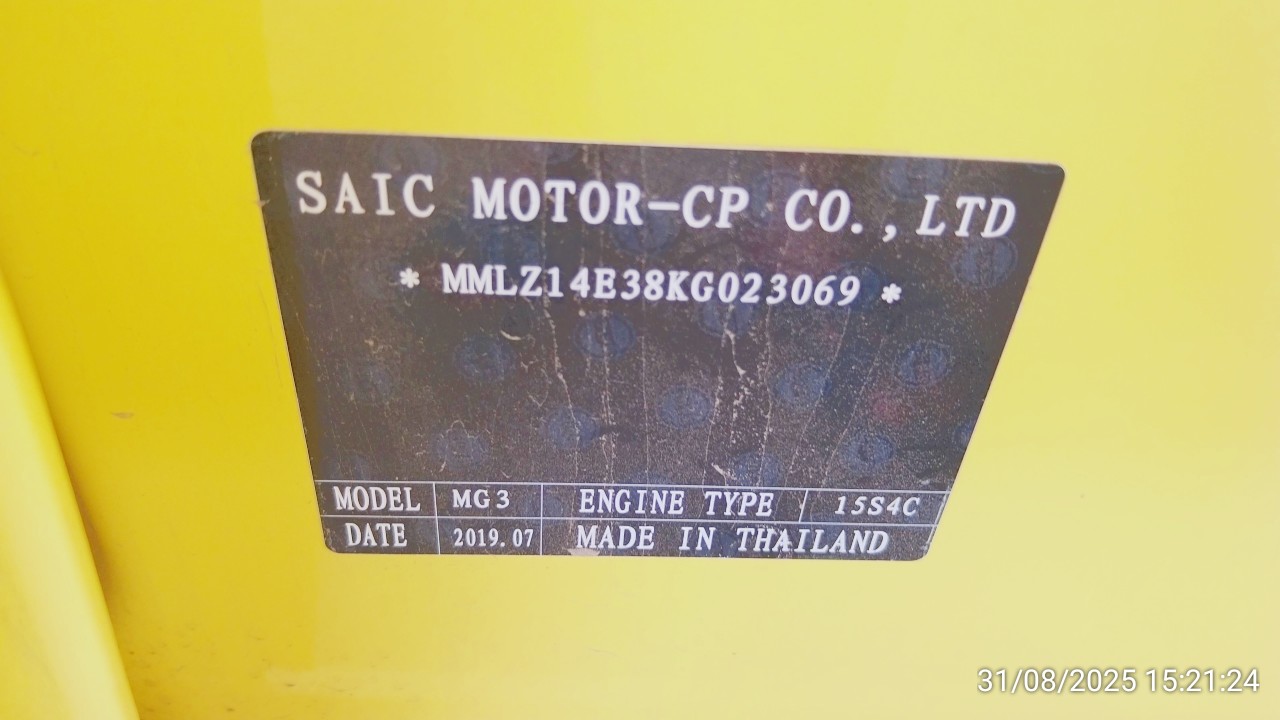 SAIC MOTOR-CP CO.,LTD
* MMLZ14E38KG023069 *
MODEL MG3 ENGINE TYPE 15S4C
DATE 2019.07 MADE IN THAILAND
31/08/2025 15:21:24